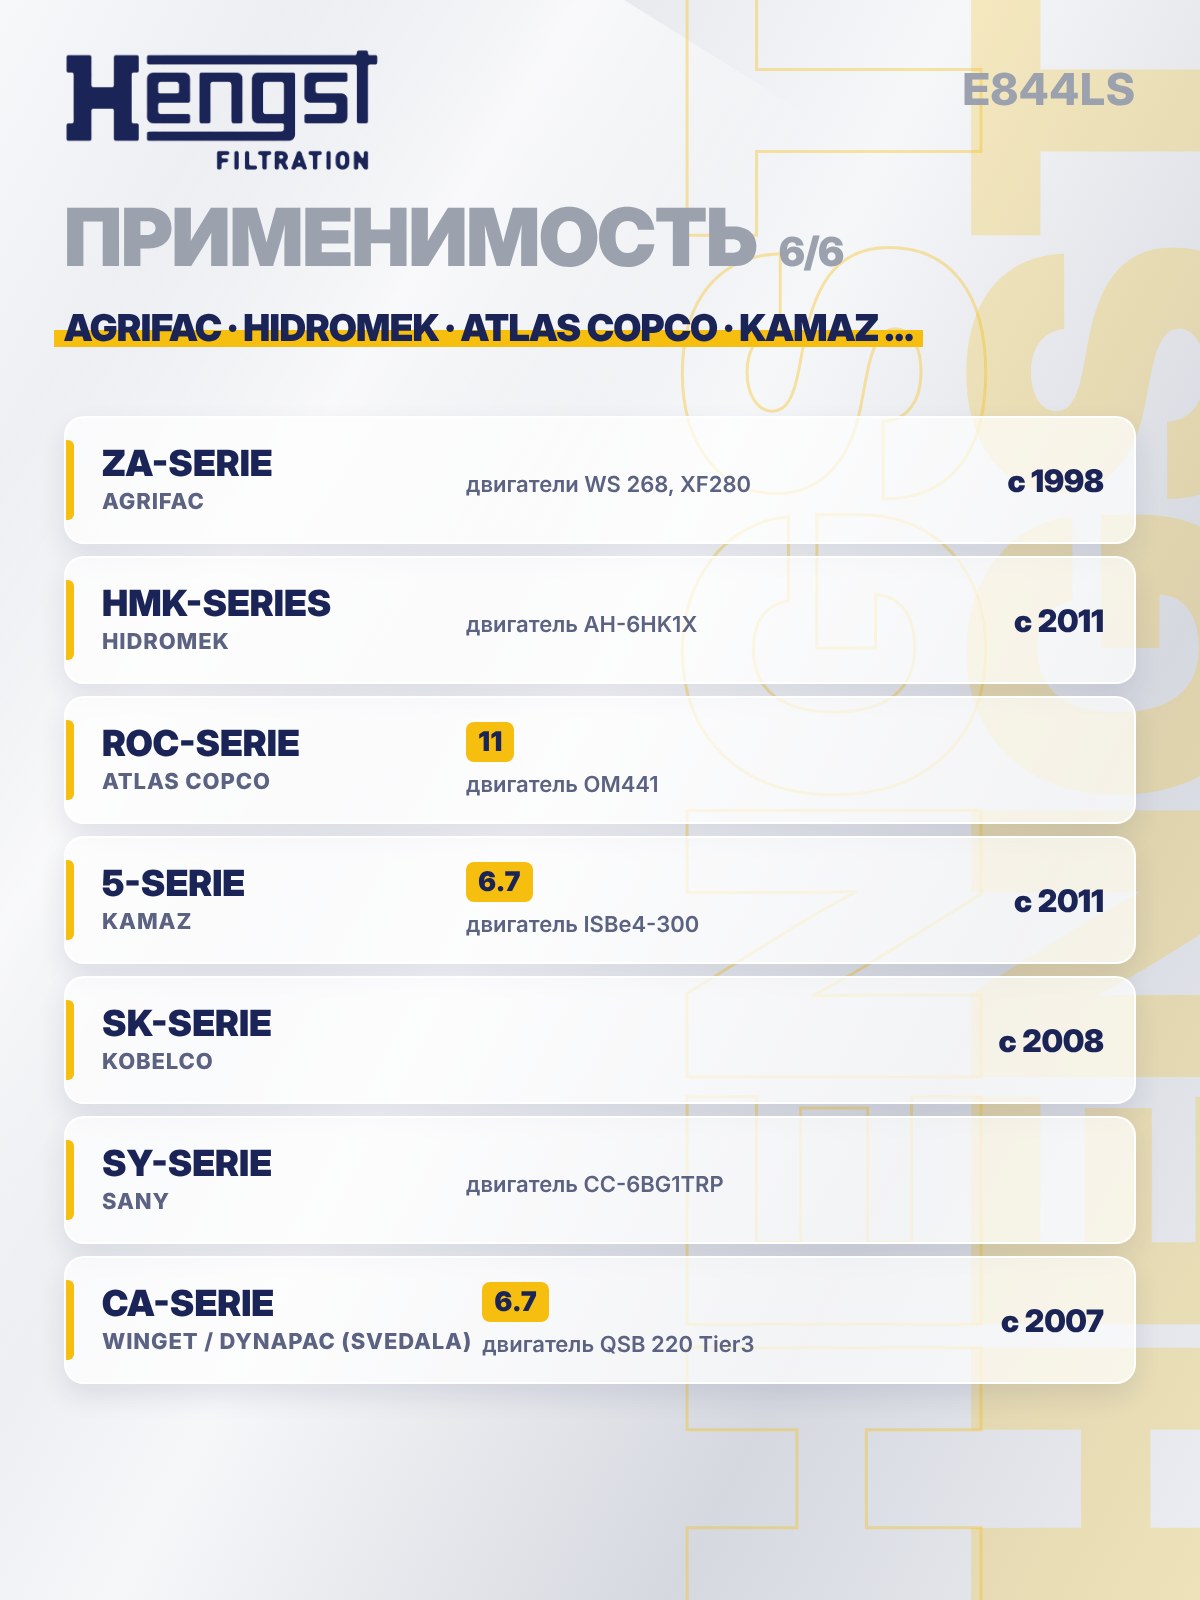 Hengst
FILTRATION
E844LS
ПРИМЕНИМОСТЬ 6/6
AGRIFAC · HIDROMEK · ATLAS COPCO · KAMAZ ...
ZA-SERIE
AGRIFAC
двигатели WS 268, XF280
с 1998
HMK-SERIES
HIDROMEK
двигатель AH-6HK1X
с 2011
ROC-SERIE
ATLAS COPCO
11
двигатель OM441
5-SERIE
KAMAZ
6.7
двигатель ISBe4-300
с 2011
SK-SERIE
KOBELCO
с 2008
SY-SERIE
SANY
двигатель CC-6BG1TRP
CA-SERIE
WINGET / DYNAPAC (SVEDALA)
6.7
двигатель QSB 220 Tier3
с 2007
HENGST
HENGST